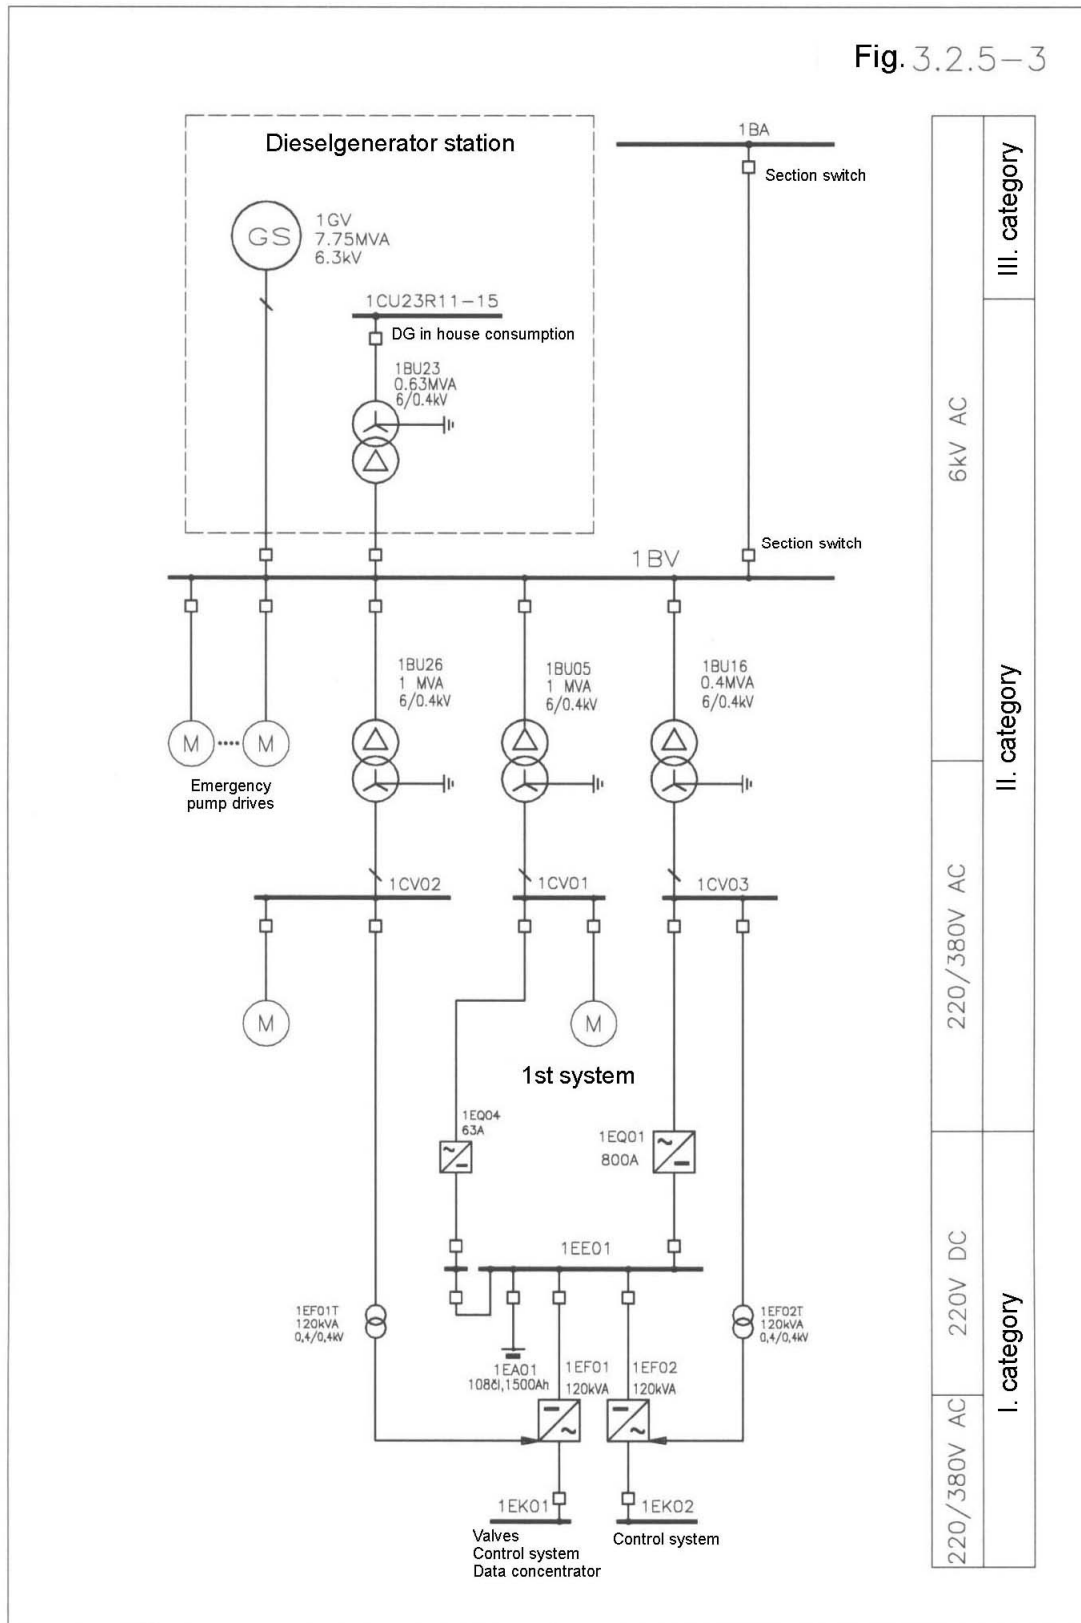 Fig. 3.2.5-3
Dieselgenerator station
1BA
Section switch
GS
1GV
7.75MVA
6.3kV
1CU23R11-15
DG in house consumption
1BU23
0.63MVA
6/0.4kV
Section switch
1BV
1BU26
1 MVA
6/0.4kV
1BU05
1 MVA
6/0.4kV
1BU16
0.4MVA
6/0.4kV
M
M
Emergency
pump drives
1CV02
1CV01
1CV03
M
M
1st system
1EQ04
63A
1EQ01
800A
1EE01
1EF01T
120kVA
0,4/0,4kV
1EF02T
120kVA
0,4/0,4kV
1EA01
108čl,1500Ah
1EF01
120kVA
1EF02
120kVA
1EK01
1EK02
Valves
Control system
Data concentrator
Control system
6kV AC
220/380V AC
220V DC
220/380V AC
III. category
II. category
I. category